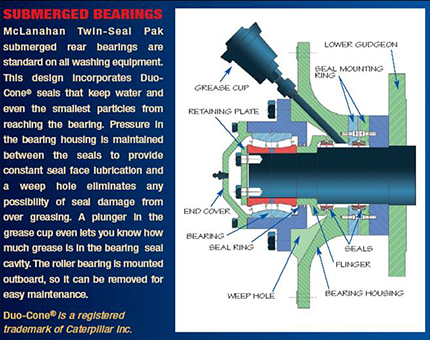 SUBMERGED BEARINGS
McLanahan Twin-Seal Pak
submerged rear bearings are
standard on all washing equipment.
This design incorporates Duo-
Cone® seals that keep water and
even the smallest particles from
reaching the bearing. Pressure in
the bearing housing is maintained
between the seals to provide
constant seal face lubrication and
a weep hole eliminates any
possibility of seal damage from
over greasing. A plunger in the
grease cup even lets you know how
much grease is in the bearing seal
cavity. The roller bearing is mounted
outboard, so it can be removed for
easy maintenance.
Duo-Cone® is a registered
trademark of Caterpillar Inc.
LOWER GUDGEON
SEAL MOUNTING
RING
GREASE CUP
RETAINING PLATE
END COVER
BEARING
SEAL RING
SEALS
FLINGER
WEEP HOLE
BEARING HOUSING